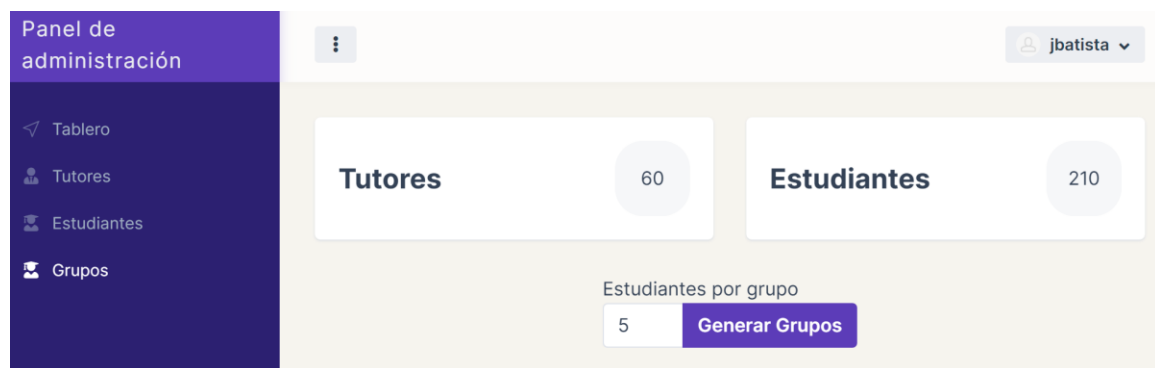 Panel de
administración
jbatista
Tablero
Tutores
Estudiantes
Grupos
Tutores 60
Estudiantes 210
Estudiantes por grupo
5 Generar Grupos